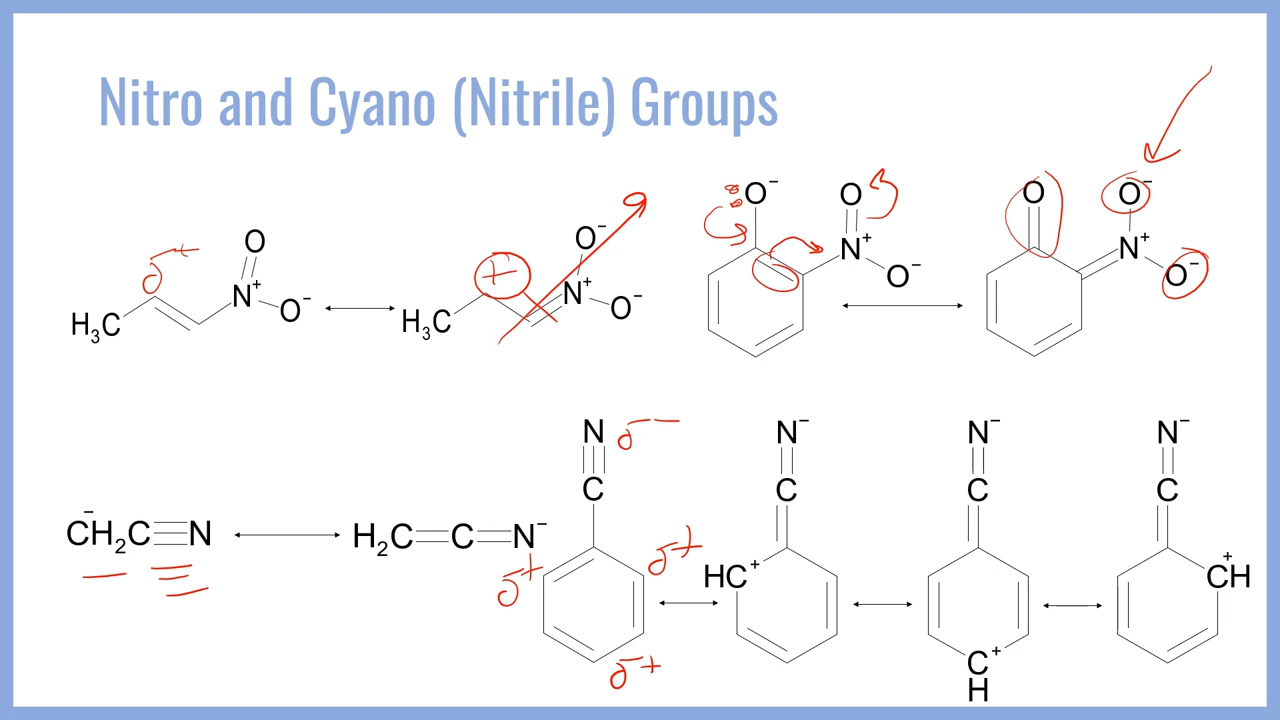 Nitro and Cyano (Nitrile) Groups
δ+
H3C
O
N+
O−
H3C
+
O−
N+
O−
O−
O
N+
O−
O
O−
N+
O−
−
CH2C≡N
H2C=C=N−
N
δ−
C
δ+
δ+
δ+
N−
C
HC+
N−
C
C+
H
N−
C
+
CH